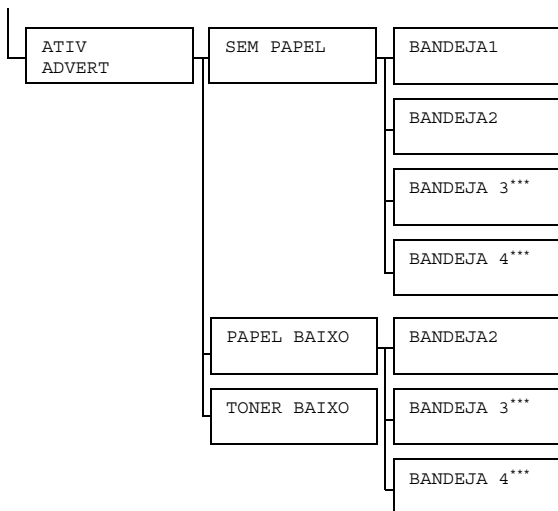 ATIV
ADVERT
SEM PAPEL
BANDEJA1
BANDEJA2
BANDEJA 3***
BANDEJA 4***
PAPEL BAIXO
BANDEJA2
TONER BAIXO
BANDEJA 3***
BANDEJA 4***